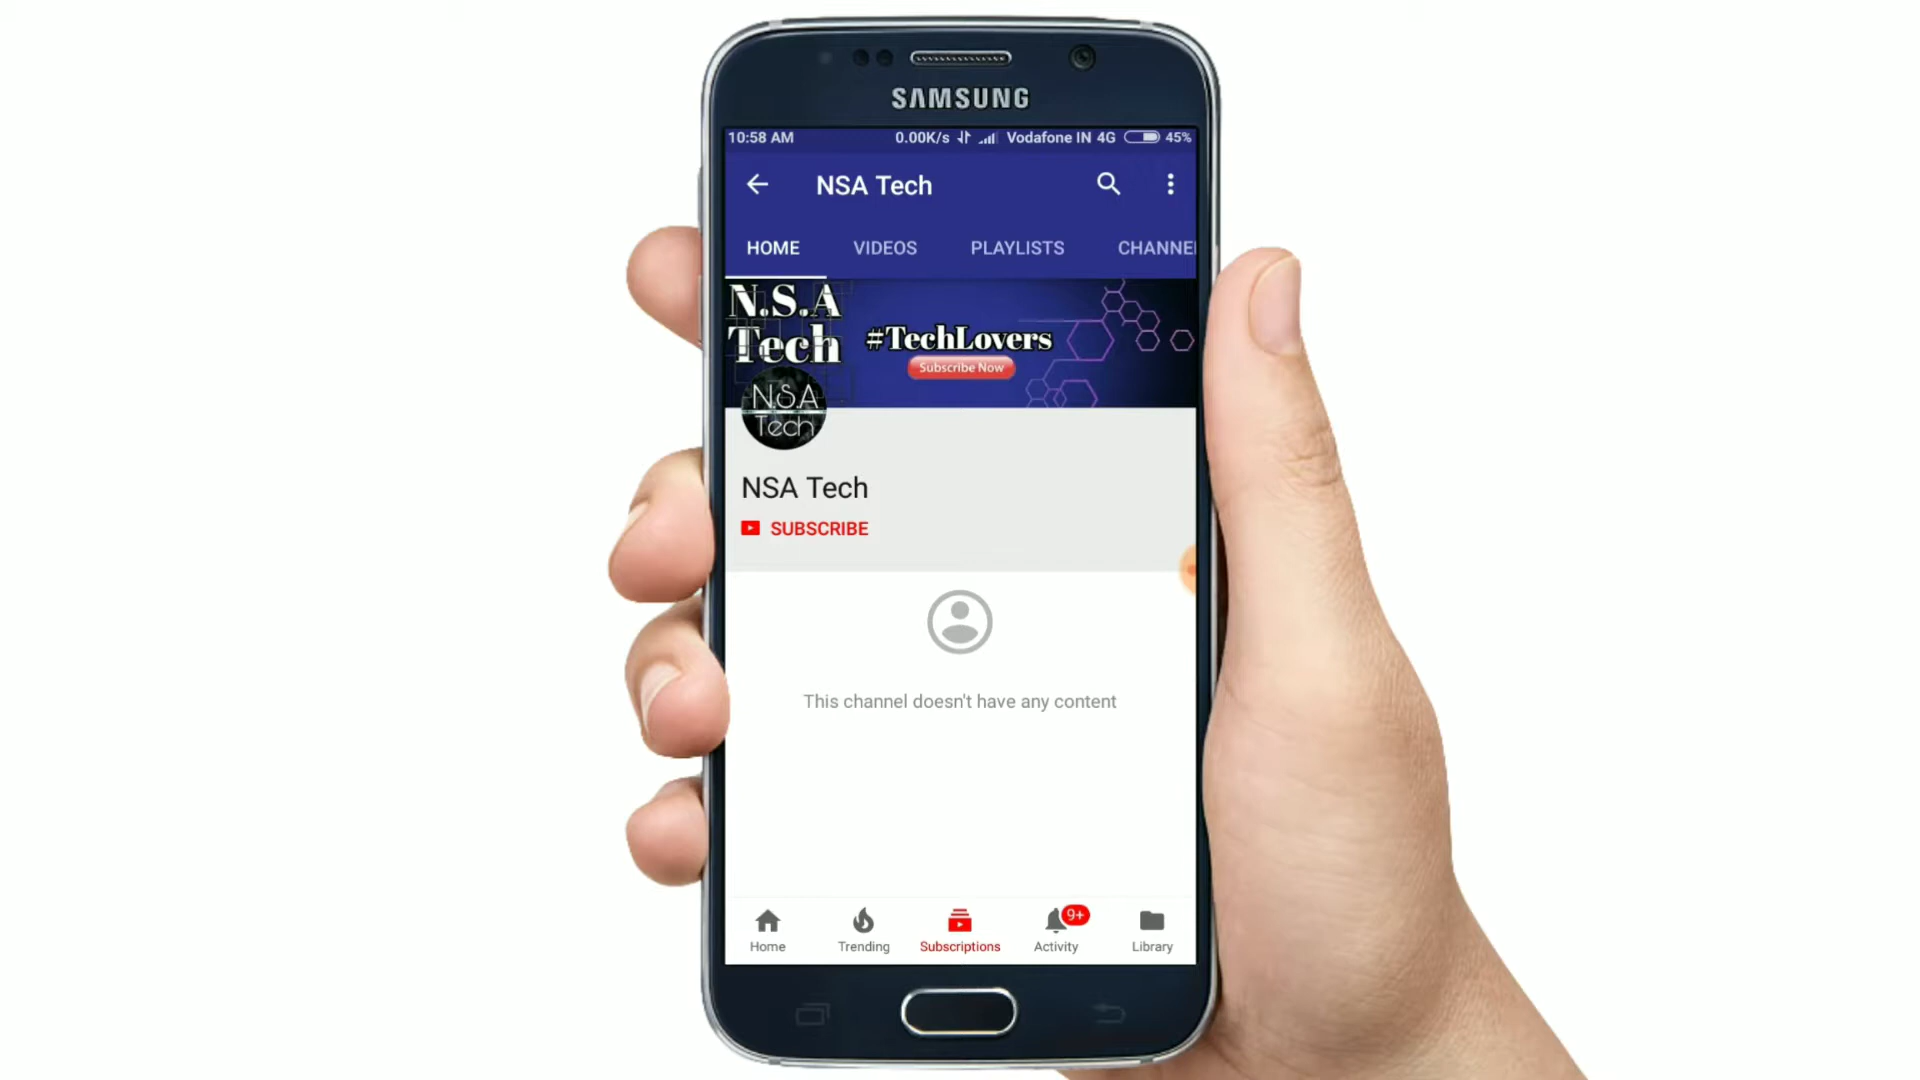 SAMSUNG
10:58 AM 0.00K/s Vodafone IN 4G 45%
NSA Tech
HOME VIDEOS PLAYLISTS CHANNE
N.S.A
Tech
#TechLovers
Subscribe Now
N.S.A
Tech
NSA Tech
SUBSCRIBE
This channel doesn't have any content
9+
Home Trending Subscriptions Activity Library